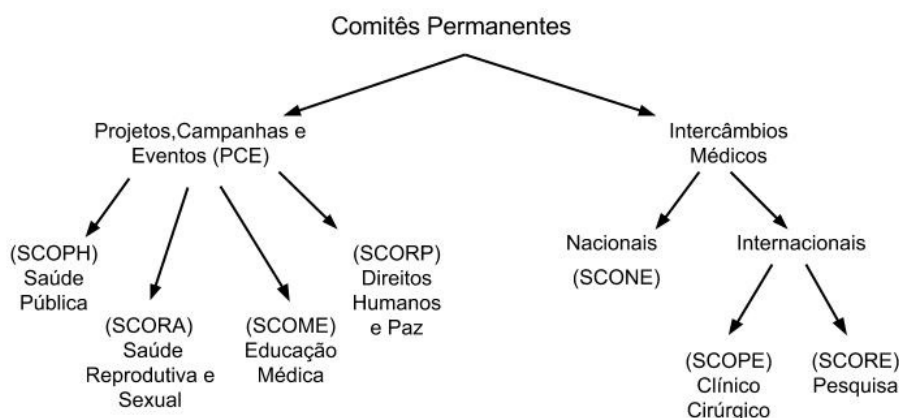 Comitês Permanentes
Projetos,Campanhas e
Eventos (PCE)
Intercâmbios
Médicos
(SCOPH)
Saúde
Pública
(SCORA)
Saúde
Reprodutiva e
Sexual
(SCOME)
Educação
Médica
(SCORP)
Direitos
Humanos
e Paz
Nacionais
(SCONE)
Internacionais
(SCOPE)
Clínico
Cirúrgico
(SCORE)
Pesquisa